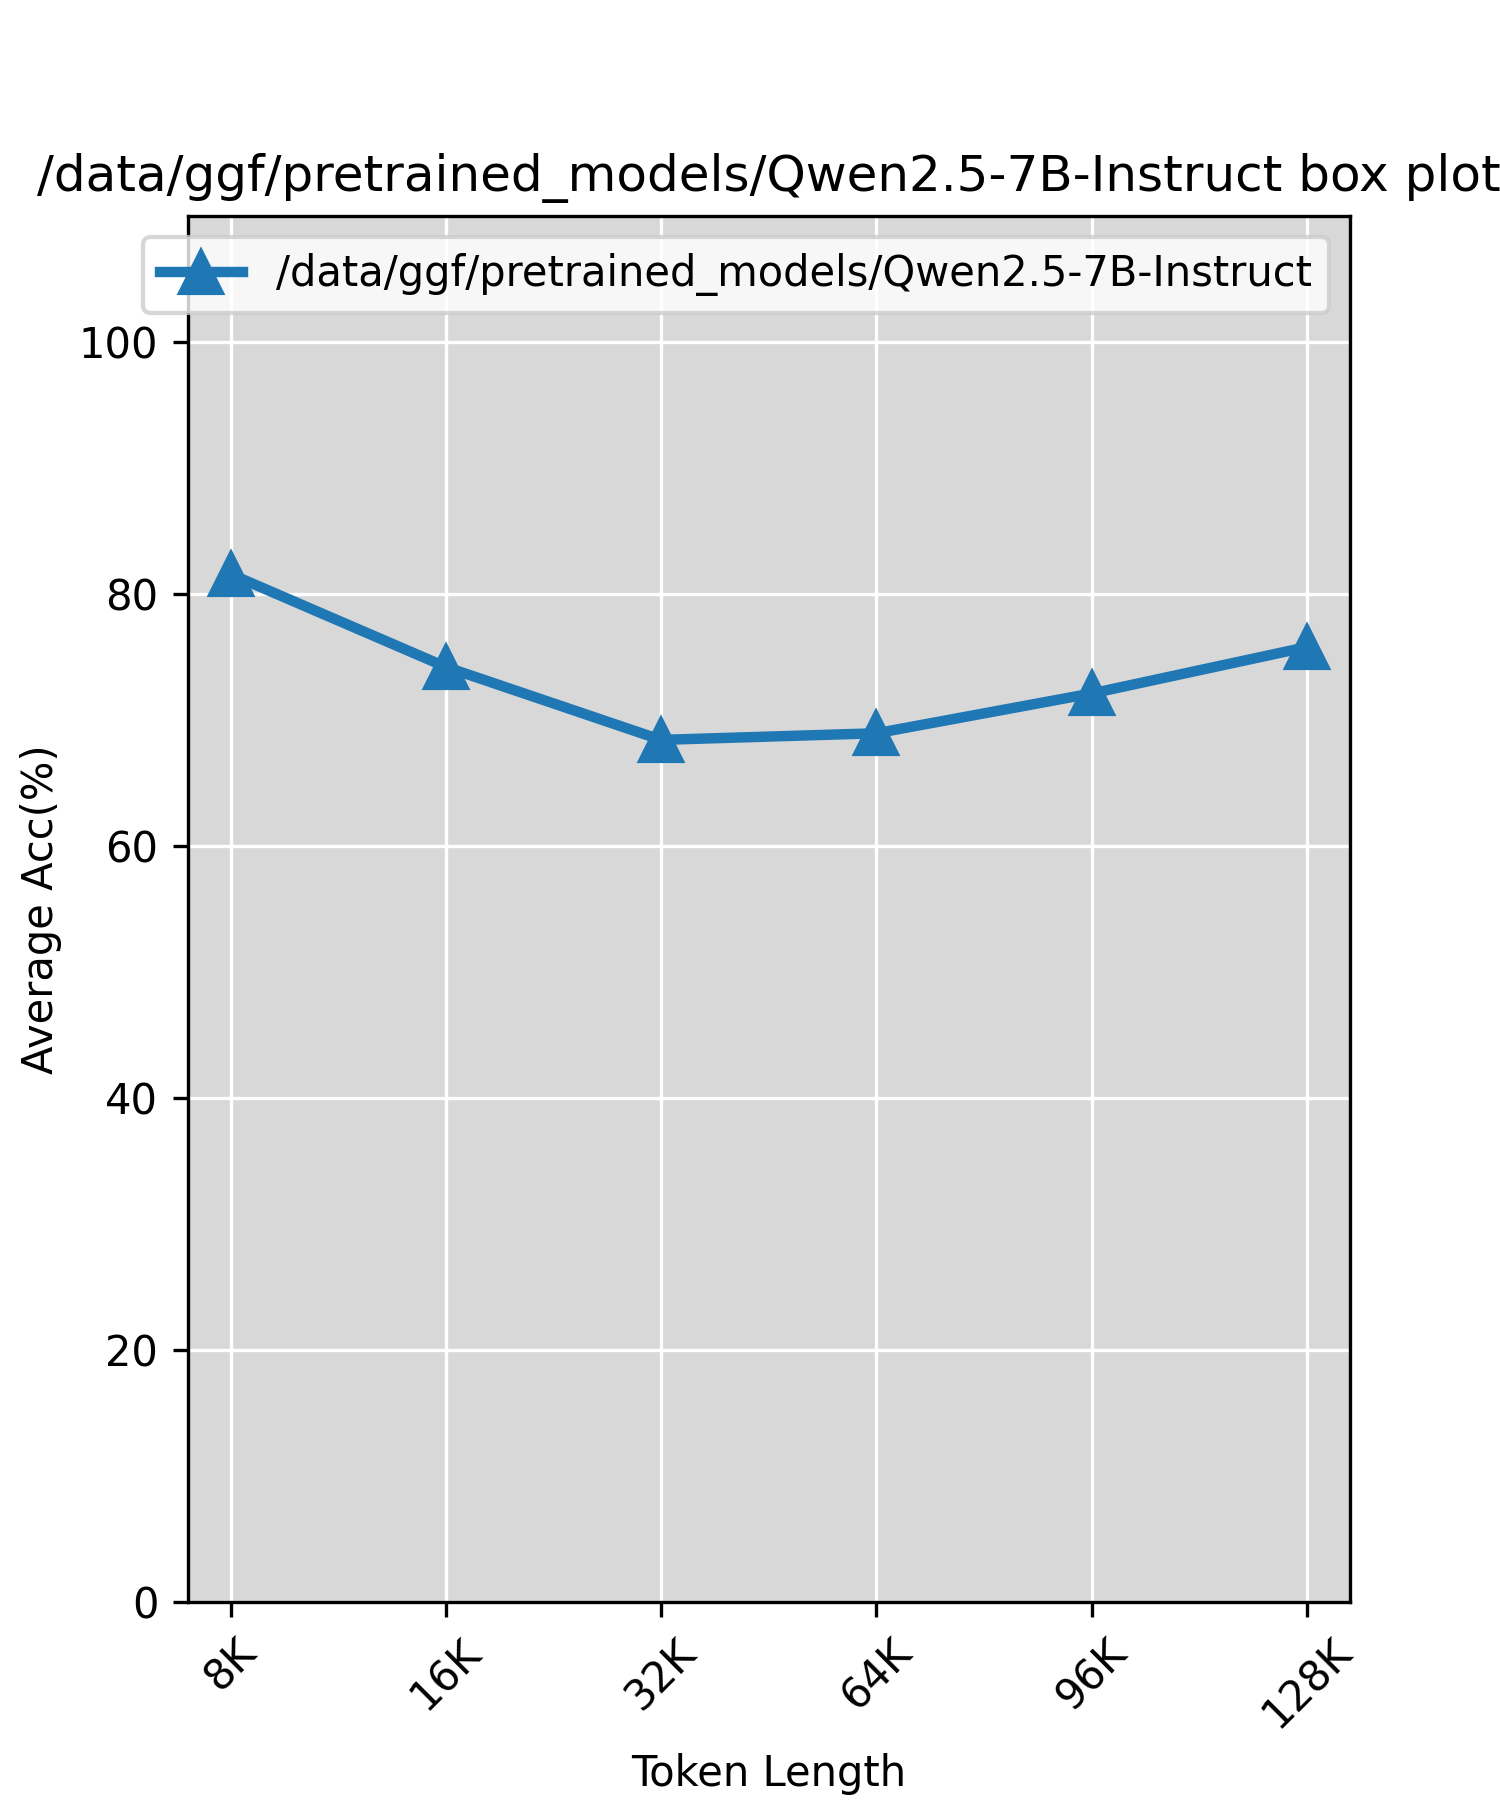 /data/ggf/pretrained_models/Qwen2.5-7B-Instruct box plot
/data/ggf/pretrained_models/Qwen2.5-7B-Instruct
100
80
60
40
20
0
Average Acc(%)
8K
16K
32K
64K
96K
128K
Token Length